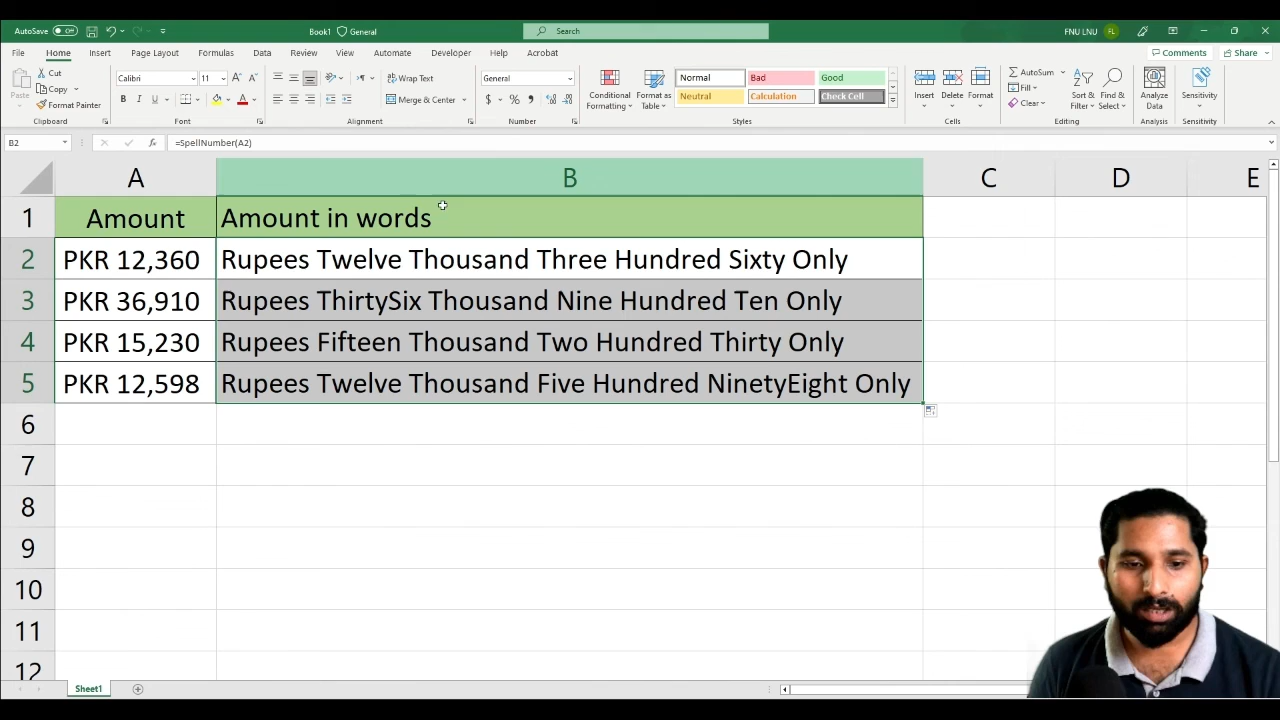 AutoSave Off Book1 General Search FNU LNU FL
File Home Insert Page Layout Formulas Data Review View Automate Developer Help Acrobat Comments Share
Paste Cut Copy Format Painter Clipboard
Calibri 11 A A B I U A Font
Wrap Text Merge & Center Alignment
General $ % , Number
Conditional Formatting Format as Table Normal Bad Good Neutral Calculation Check Cell Styles
Insert Delete Format Cells
AutoSum Fill Clear Sort & Filter Find & Select Editing
Analyze Data Analysis
Sensitivity Sensitivity
B2 fx =SpellNumber(A2)
A B C D E
1 Amount Amount in words
2 PKR 12,360 Rupees Twelve Thousand Three Hundred Sixty Only
3 PKR 36,910 Rupees ThirtySix Thousand Nine Hundred Ten Only
4 PKR 15,230 Rupees Fifteen Thousand Two Hundred Thirty Only
5 PKR 12,598 Rupees Twelve Thousand Five Hundred NinetyEight Only
6
7
8
9
10
11
12
Sheet1